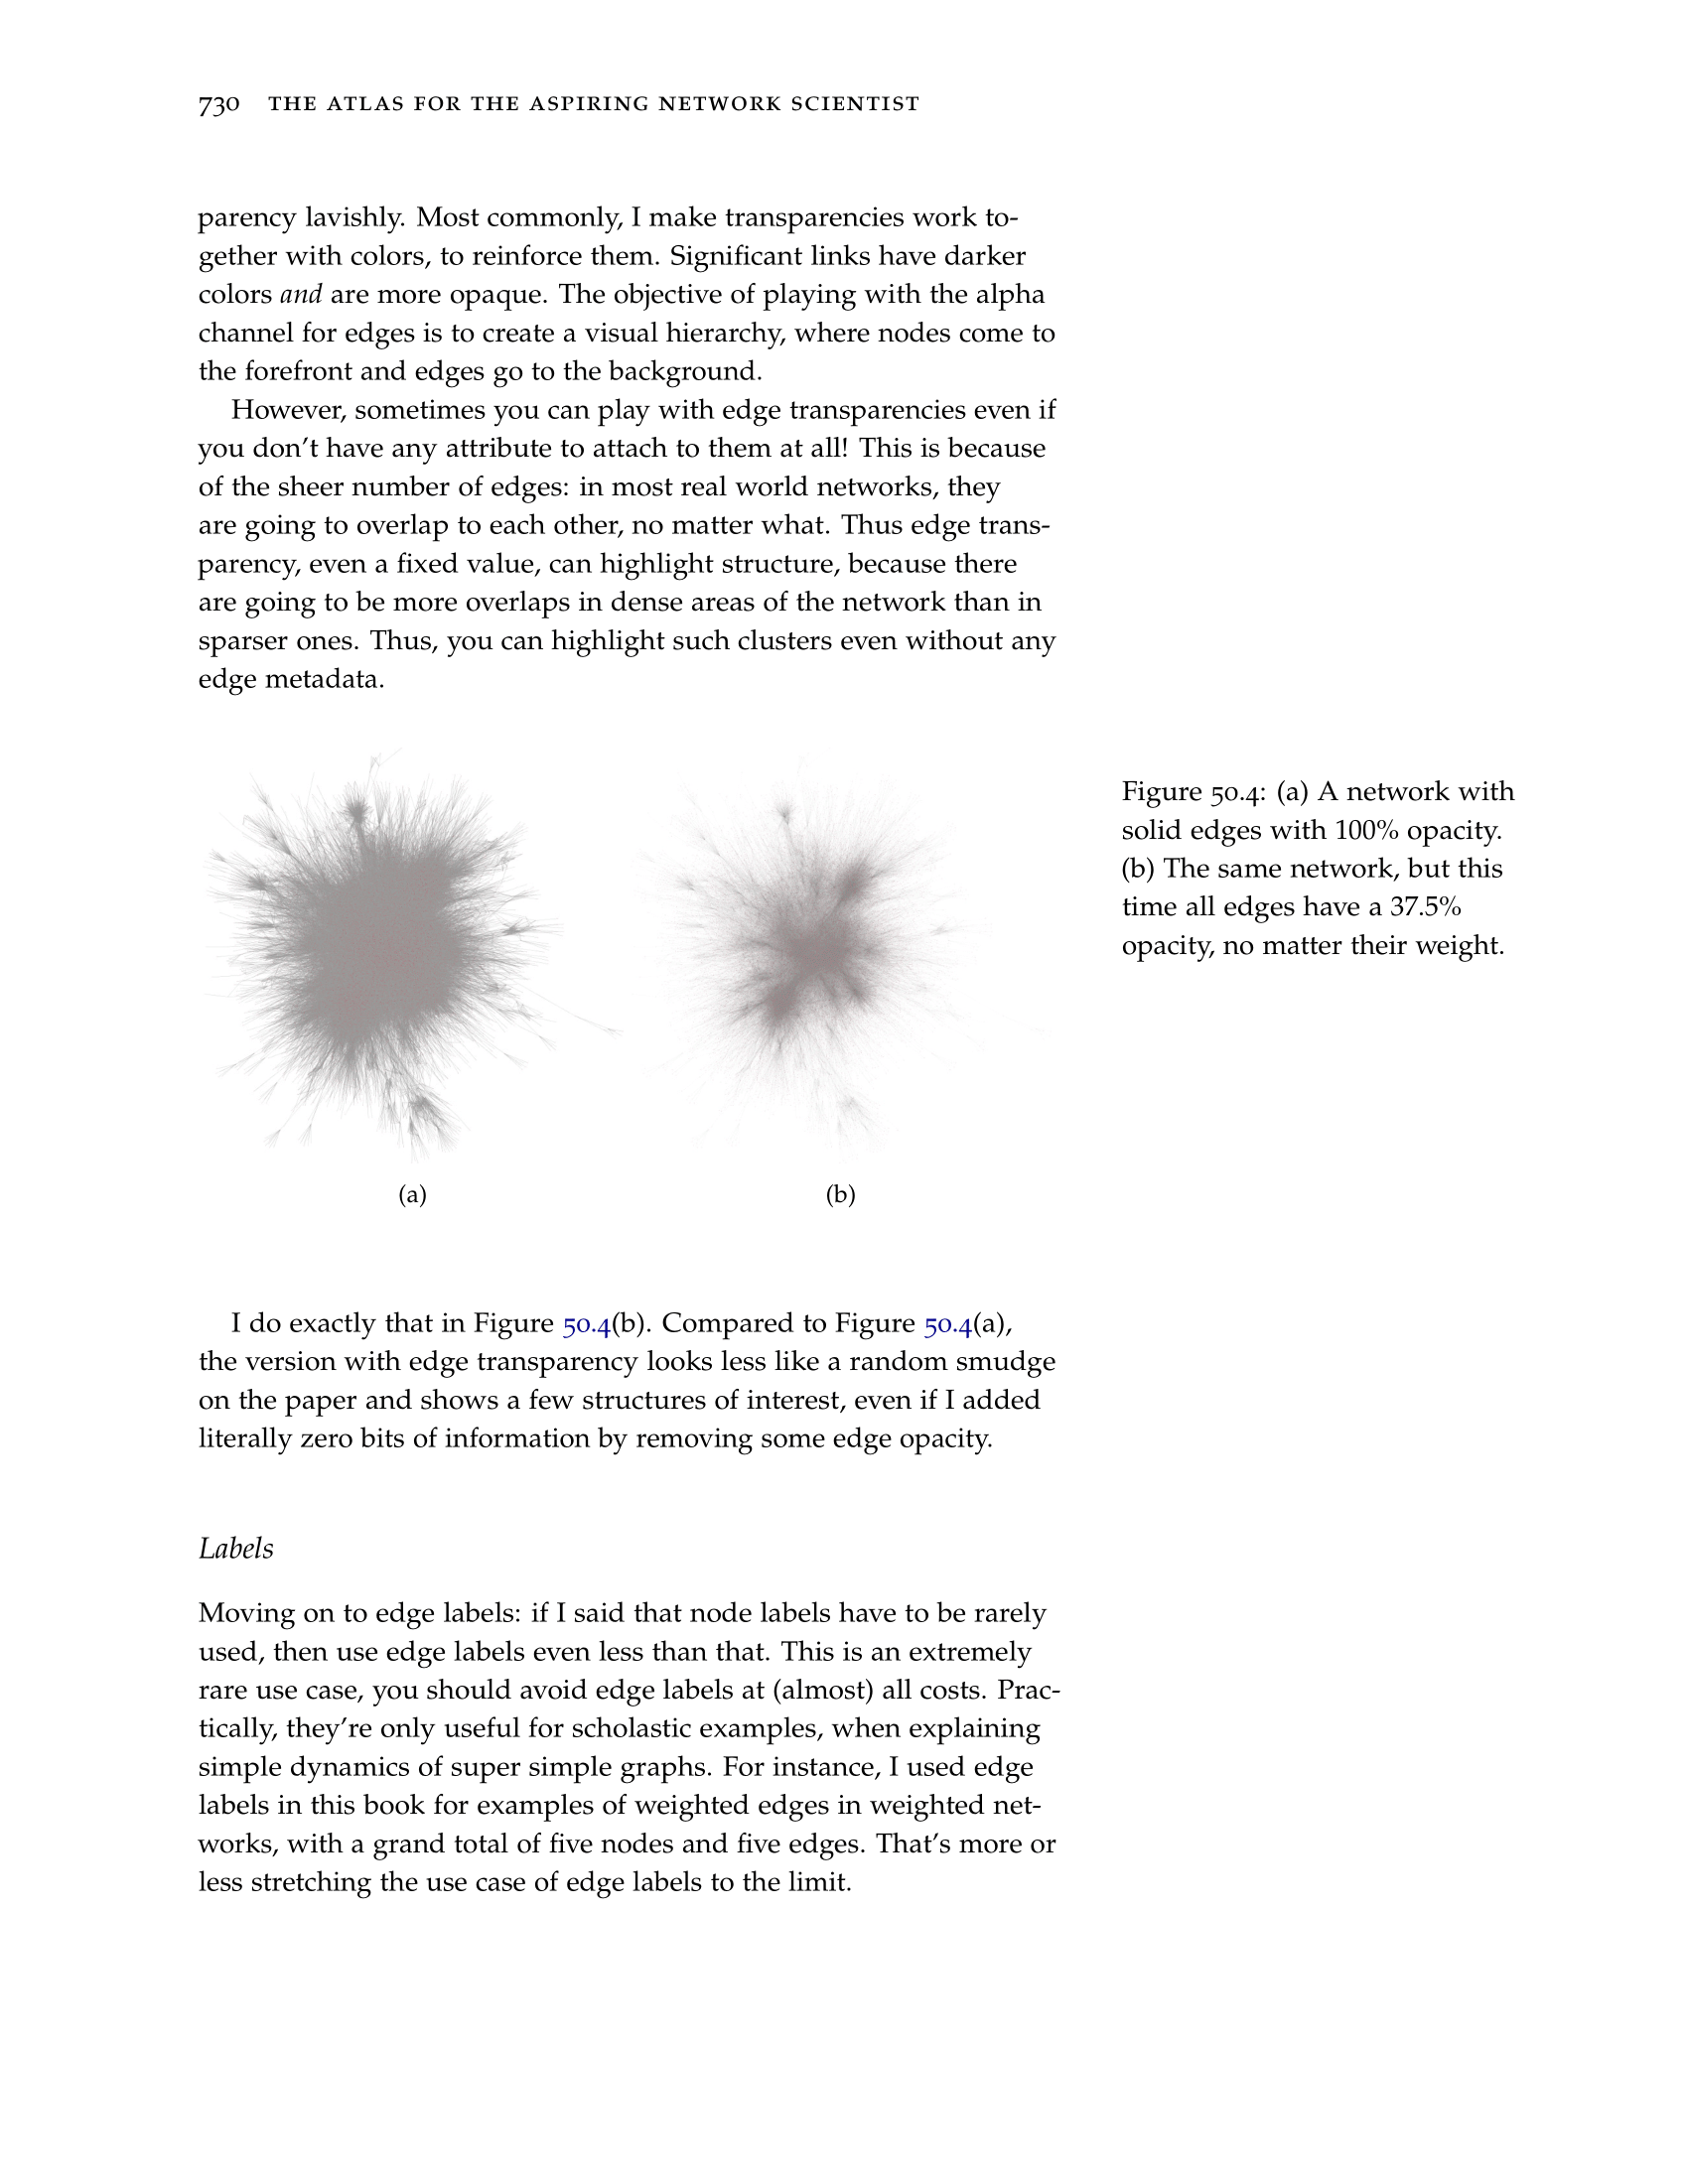 730 THE ATLAS FOR THE ASPIRING NETWORK SCIENTIST
parency lavishly. Most commonly, I make transparencies work to-
gether with colors, to reinforce them. Significant links have darker
colors and are more opaque. The objective of playing with the alpha
channel for edges is to create a visual hierarchy, where nodes come to
the forefront and edges go to the background.
However, sometimes you can play with edge transparencies even if
you don't have any attribute to attach to them at all! This is because
of the sheer number of edges: in most real world networks, they
are going to overlap to each other, no matter what. Thus edge trans-
parency, even a fixed value, can highlight structure, because there
are going to be more overlaps in dense areas of the network than in
sparser ones. Thus, you can highlight such clusters even without any
edge metadata.
(a)
(b)
Figure 50.4: (a) A network with
solid edges with 100% opacity.
(b) The same network, but this
time all edges have a 37.5%
opacity, no matter their weight.
I do exactly that in Figure 50.4(b). Compared to Figure 50.4(a),
the version with edge transparency looks less like a random smudge
on the paper and shows a few structures of interest, even if I added
literally zero bits of information by removing some edge opacity.
Labels
Moving on to edge labels: if I said that node labels have to be rarely
used, then use edge labels even less than that. This is an extremely
rare use case, you should avoid edge labels at (almost) all costs. Prac-
tically, they're only useful for scholastic examples, when explaining
simple dynamics of super simple graphs. For instance, I used edge
labels in this book for examples of weighted edges in weighted net-
works, with a grand total of five nodes and five edges. That's more or
less stretching the use case of edge labels to the limit.